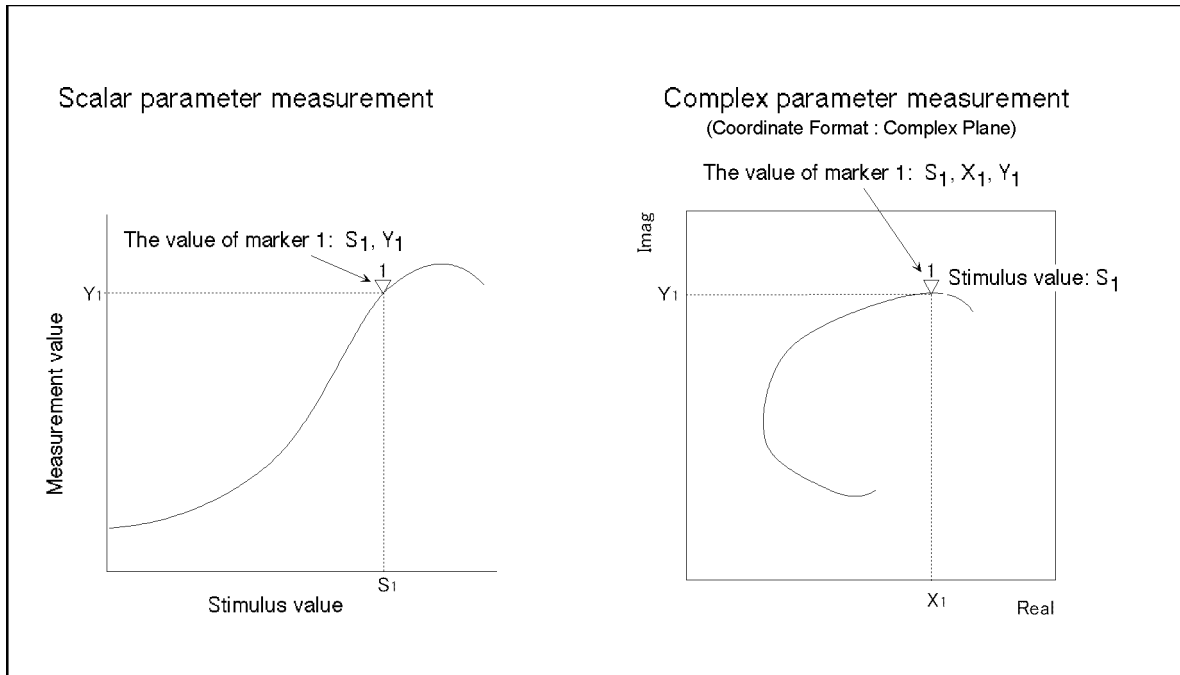 Scalar parameter measurement
The value of marker 1: S1, Y1
1
Y1
Measurement value
S1
Stimulus value
Complex parameter measurement
(Coordinate Format : Complex Plane)
The value of marker 1: S1, X1, Y1
Imag
1
Stimulus value: S1
Y1
X1
Real